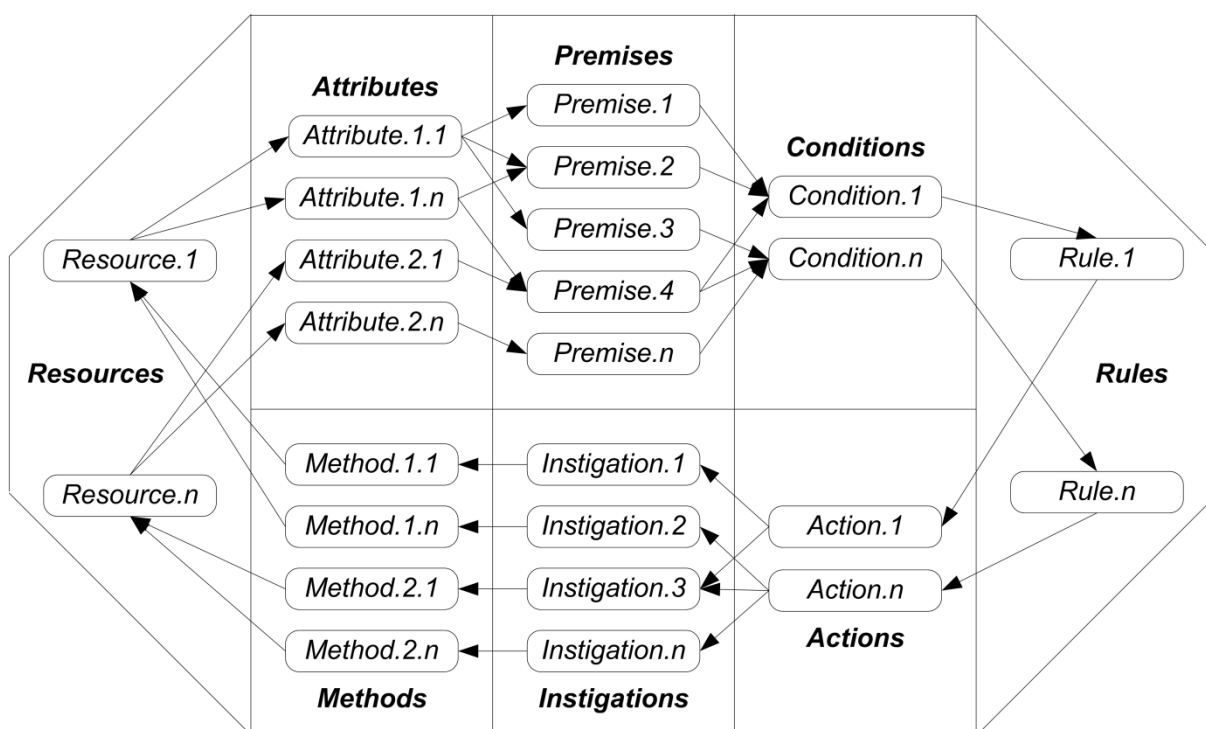 Premises
Attributes
Premise.1
Attribute.1.1
Premise.2
Conditions
Attribute.1.n
Condition.1
Premise.3
Resource.1
Attribute.2.1
Condition.n
Rule.1
Premise.4
Attribute.2.n
Premise.n
Resources
Rules
Method.1.1
Instigation.1
Resource.n
Rule.n
Method.1.n
Instigation.2
Action.1
Method.2.1
Instigation.3
Action.n
Method.2.n
Instigation.n
Actions
Methods
Instigations